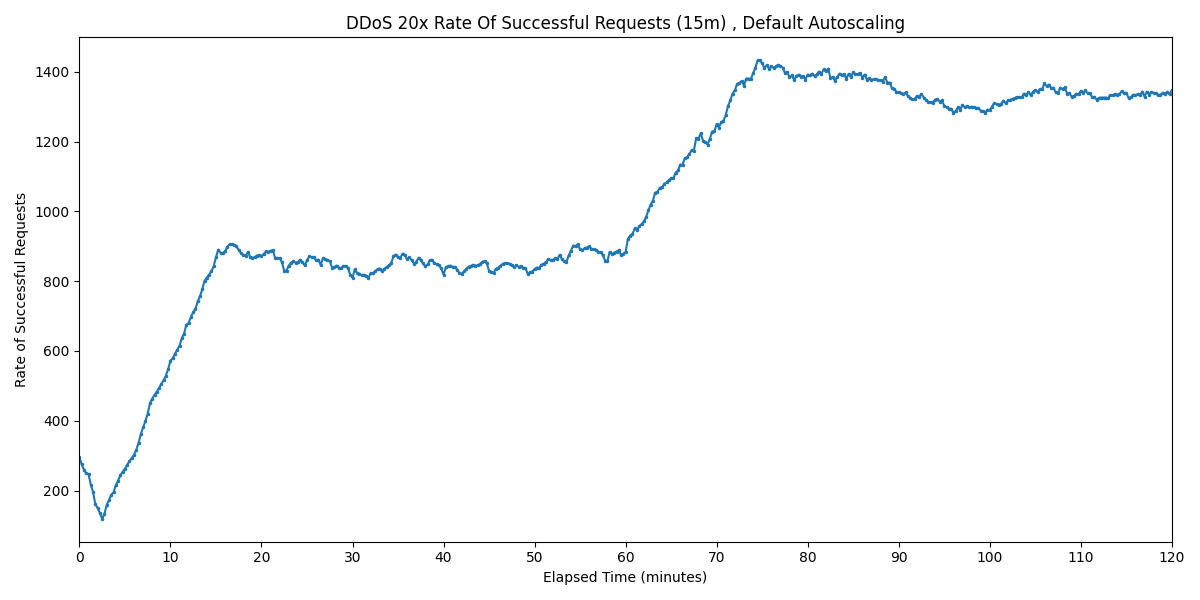 DDoS 20x Rate Of Successful Requests (15m) , Default Autoscaling
Rate of Successful Requests
1400
1200
1000
800
600
400
200
0 10 20 30 40 50 60 70 80 90 100 110 120
Elapsed Time (minutes)